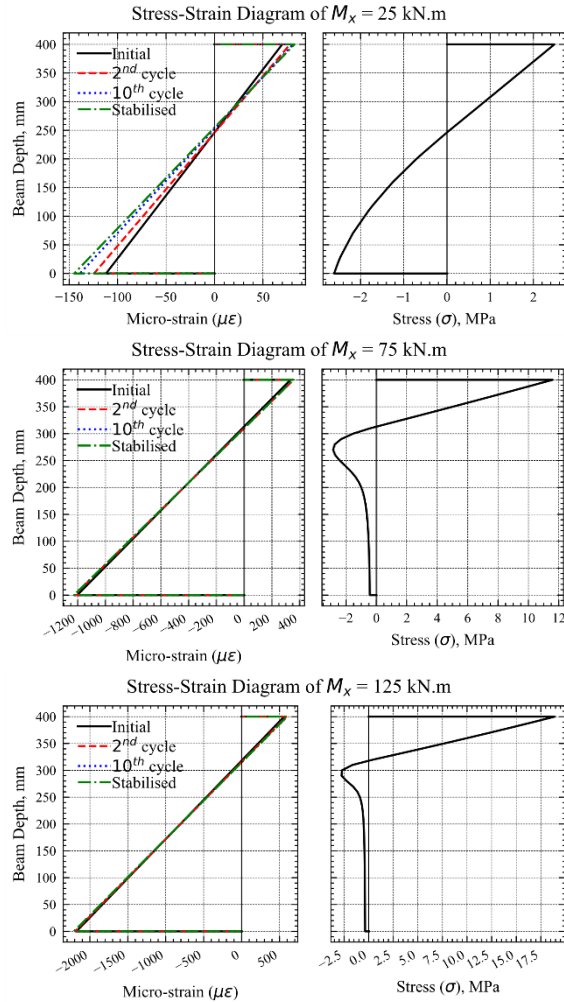 Stress-Strain Diagram of Mₓ = 25 kN.m
400
350
300
250
200
150
100
50
0
Beam Depth, mm
Initial
2ⁿᵈ cycle
10ᵗʰ cycle
Stabilised
−150 −100 −50 0 50
Micro-strain (με)
−2 −1 0 1 2
Stress (σ), MPa
Stress-Strain Diagram of Mₓ = 75 kN.m
400
350
300
250
200
150
100
50
0
Beam Depth, mm
Initial
2ⁿᵈ cycle
10ᵗʰ cycle
Stabilised
−1200 −1000 −800 −600 −400 −200 0 200 400
Micro-strain (με)
−2 0 2 4 6 8 10 12
Stress (σ), MPa
Stress-Strain Diagram of Mₓ = 125 kN.m
400
350
300
250
200
150
100
50
0
Beam Depth, mm
Initial
2ⁿᵈ cycle
10ᵗʰ cycle
Stabilised
−2000 −1500 −1000 −500 0 500
Micro-strain (με)
−2.5 0.0 2.5 5.0 7.5 10.0 12.5 15.0 17.5
Stress (σ), MPa